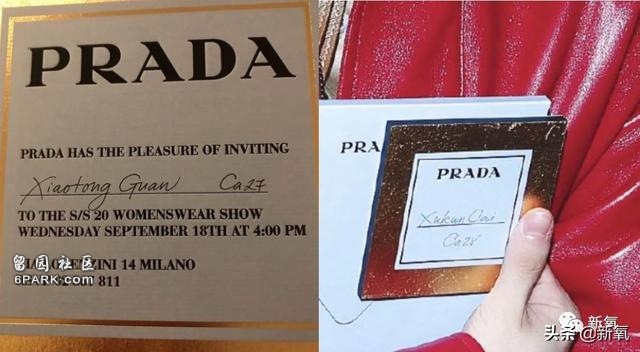 PRADA
PRADA HAS THE PLEASURE OF INVITING
Xiaotong Guan Ca27
TO THE S/S 20 WOMENSWEAR SHOW
WEDNESDAY SEPTEMBER 18TH AT 4:00 PM
14 MILANO
811
留园社区
6PARK.COM
PRA
PRADA
Xukun Cai
Ca28
新氧
头条 @新氧